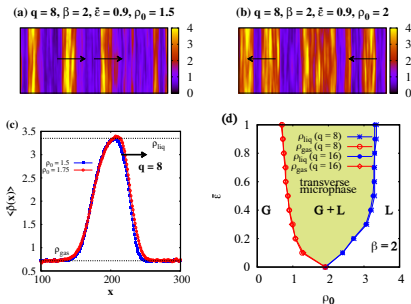 (a) q = 8, β = 2, ε̄ = 0.9, ρ₀ = 1.5
(b) q = 8, β = 2, ε̄ = 0.9, ρ₀ = 2
4
3
2
1
0
4
3
2
1
0
(c)
3.5
3
2.5
2
1.5
1
0.5
<ρ̄(x)>
ρ₀ = 1.5
ρ₀ = 1.75
ρliq
q = 8
ρgas
100
200
300
x
(d)
1
0.8
0.6
0.4
0.2
0
ε̄
ρliq (q = 8)
ρgas (q = 8)
ρliq (q = 16)
ρgas (q = 16)
transverse
microphase
G
G + L
L
β = 2
0
1
2
3
4
ρ₀